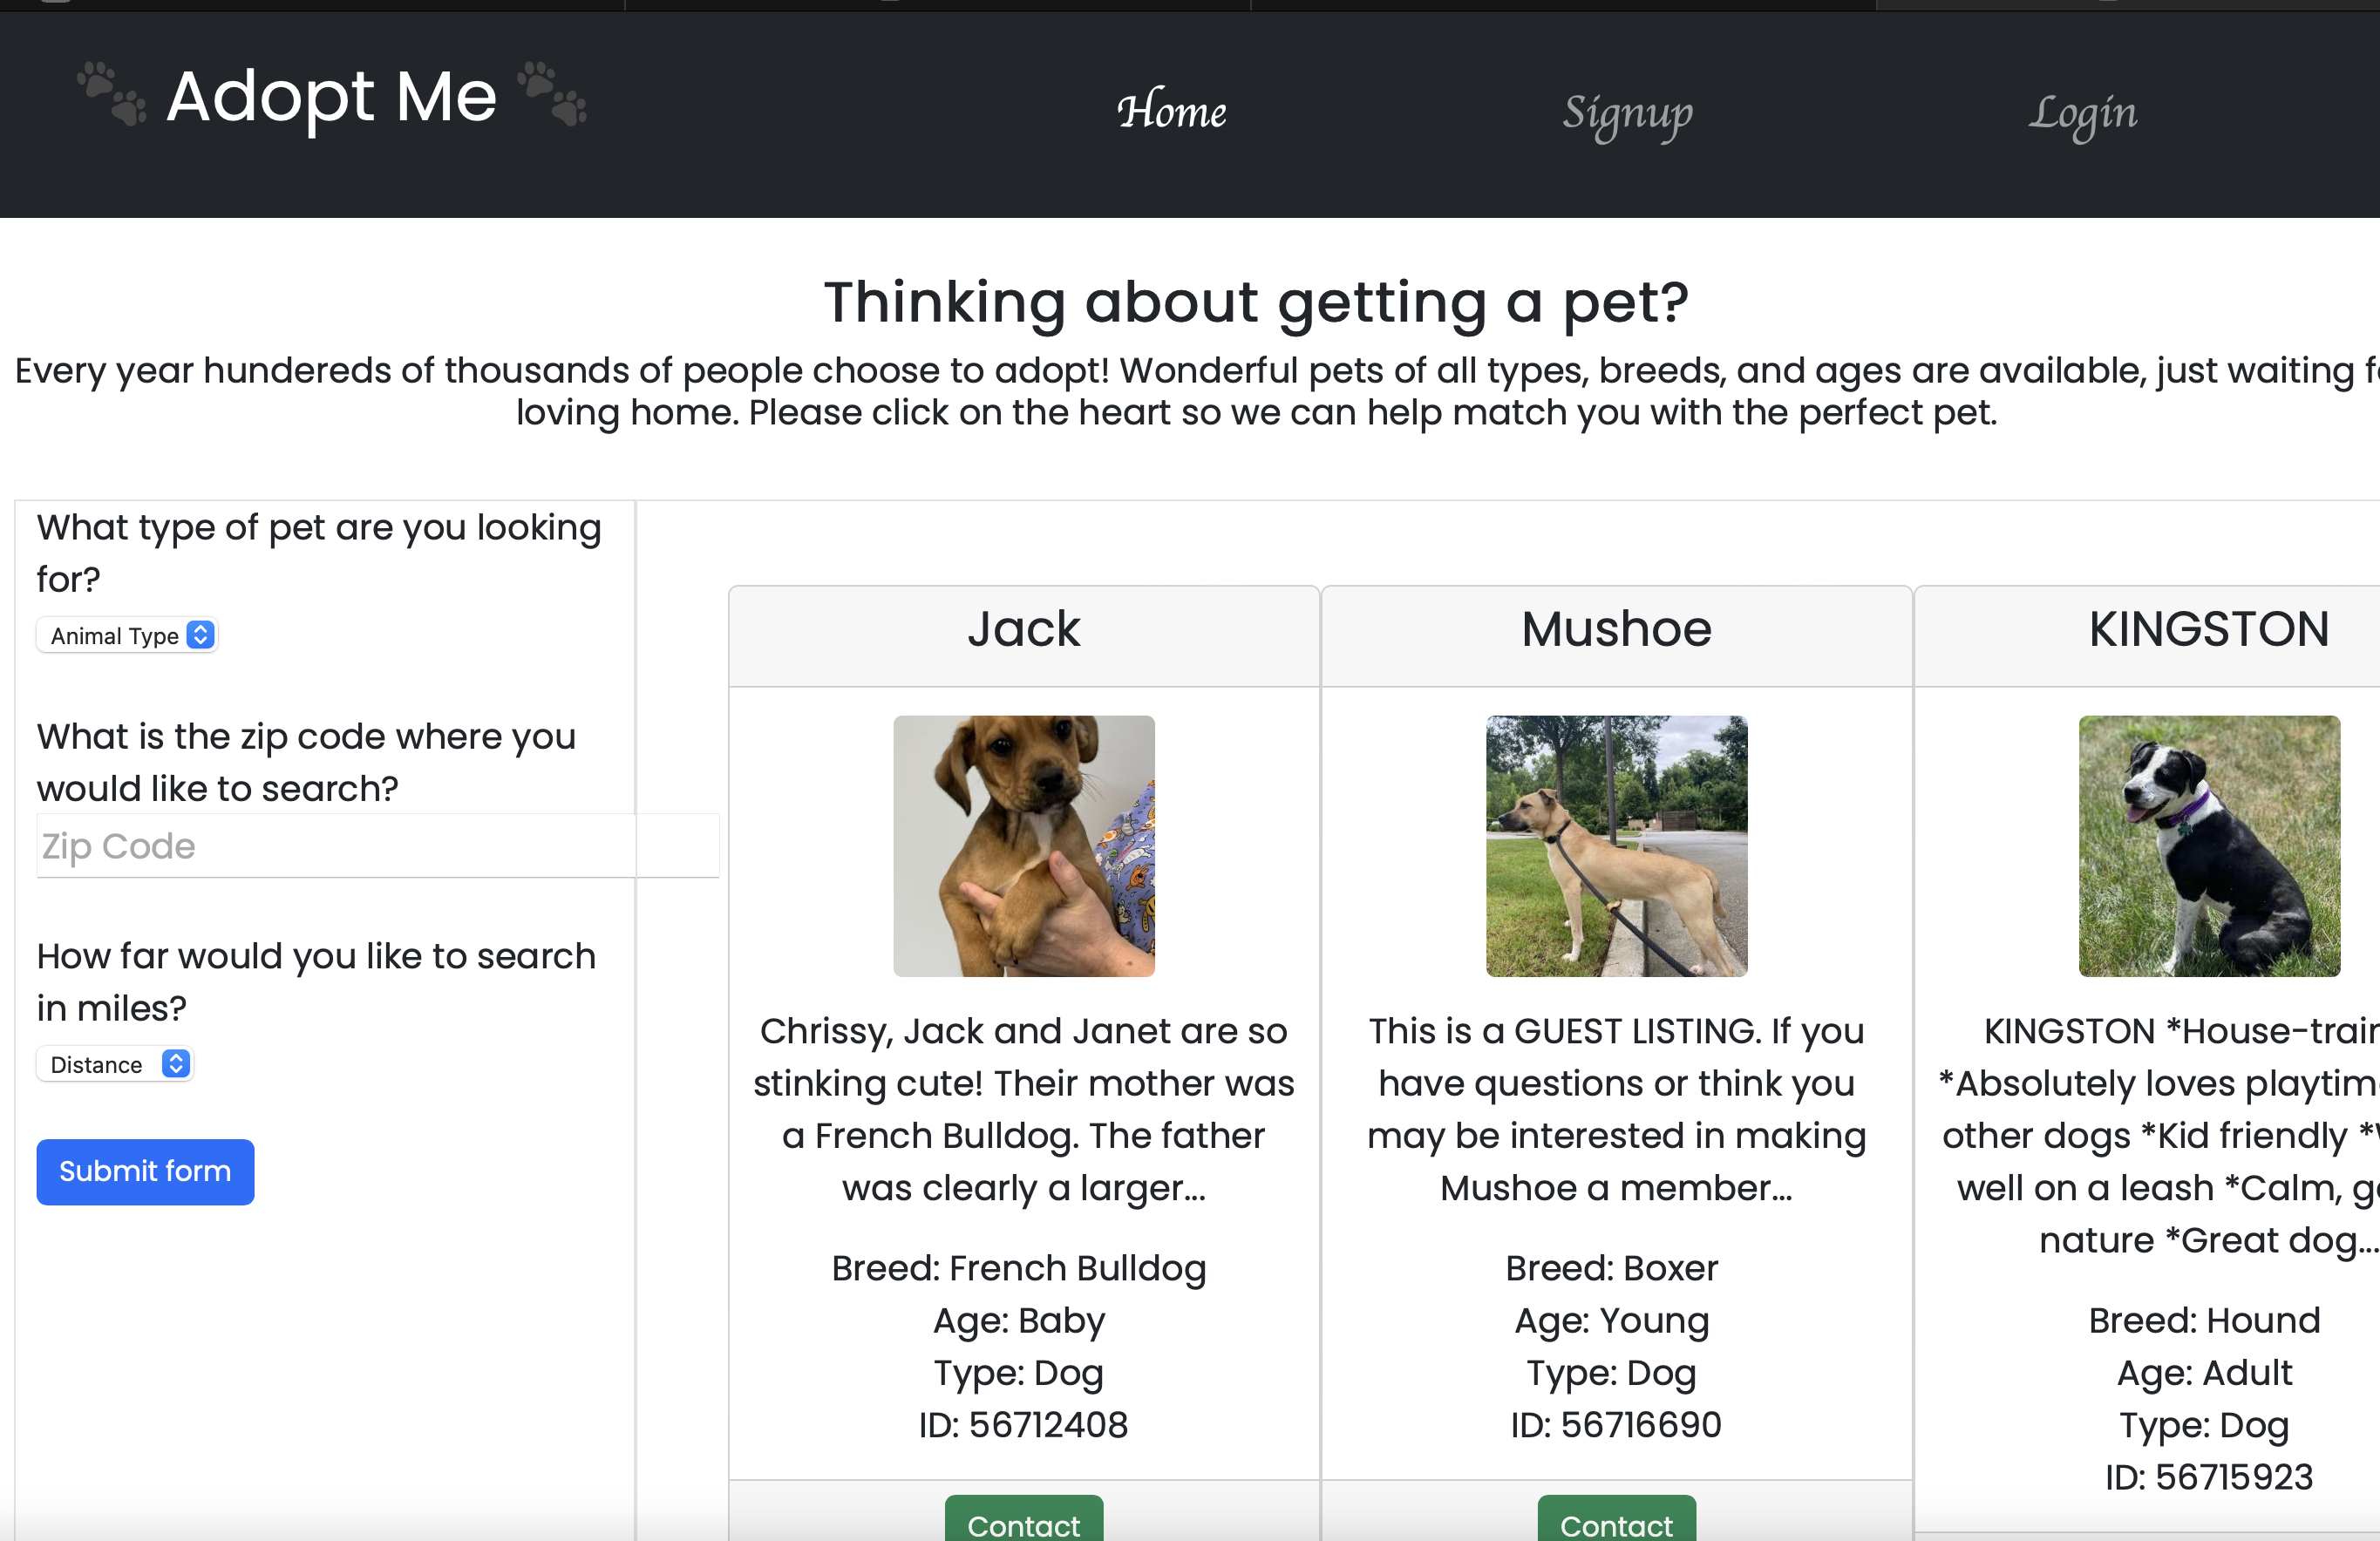 Adopt Me
Home
Signup
Login
Thinking about getting a pet?
Every year hundereds of thousands of people choose to adopt! Wonderful pets of all types, breeds, and ages are available, just waiting
loving home. Please click on the heart so we can help match you with the perfect pet.
What type of pet are you looking
for?
Animal Type
What is the zip code where you
would like to search?
Zip Code
How far would you like to search
in miles?
Distance
Submit form
Jack
Chrissy, Jack and Janet are so
stinking cute! Their mother was
a French Bulldog. The father
was clearly a larger...
Breed: French Bulldog
Age: Baby
Type: Dog
ID: 56712408
Contact
Mushoe
This is a GUEST LISTING. If you
have questions or think you
may be interested in making
Mushoe a member...
Breed: Boxer
Age: Young
Type: Dog
ID: 56716690
Contact
KINGSTON
KINGSTON *House-train
*Absolutely loves playtim
other dogs *Kid friendly *
well on a leash *Calm, g
nature *Great dog...
Breed: Hound
Age: Adult
Type: Dog
ID: 56715923